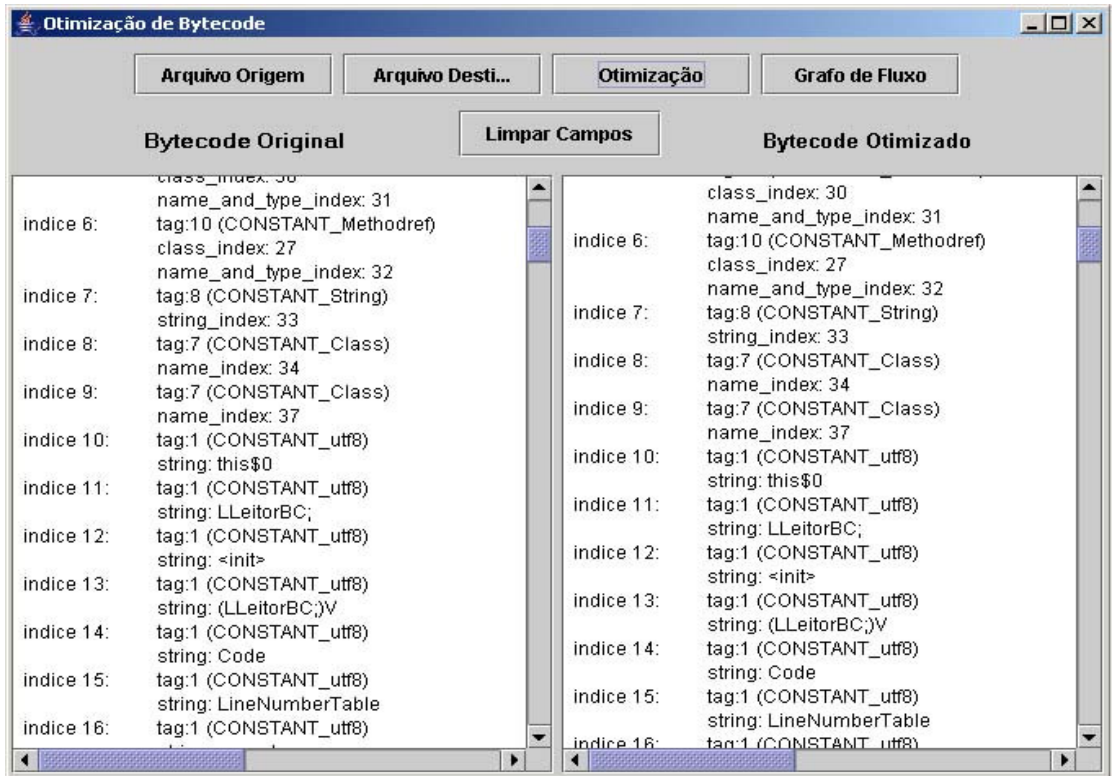 Otimização de Bytecode
Arquivo Origem
Arquivo Desti...
Otimização
Grafo de Fluxo
Bytecode Original
Limpar Campos
Bytecode Otimizado
class_index: 30
name_and_type_index: 31
indice 6: tag:10 (CONSTANT_Methodref)
class_index: 27
name_and_type_index: 32
indice 7: tag:8 (CONSTANT_String)
string_index: 33
indice 8: tag:7 (CONSTANT_Class)
name_index: 34
indice 9: tag:7 (CONSTANT_Class)
name_index: 37
indice 10: tag:1 (CONSTANT_utf8)
string: this$0
indice 11: tag:1 (CONSTANT_utf8)
string: LLeitorBC;
indice 12: tag:1 (CONSTANT_utf8)
string: <init>
indice 13: tag:1 (CONSTANT_utf8)
string: (LLeitorBC;)V
indice 14: tag:1 (CONSTANT_utf8)
string: Code
indice 15: tag:1 (CONSTANT_utf8)
string: LineNumberTable
indice 16: tag:1 (CONSTANT_utf8)
class_index: 30
name_and_type_index: 31
indice 6: tag:10 (CONSTANT_Methodref)
class_index: 27
name_and_type_index: 32
indice 7: tag:8 (CONSTANT_String)
string_index: 33
indice 8: tag:7 (CONSTANT_Class)
name_index: 34
indice 9: tag:7 (CONSTANT_Class)
name_index: 37
indice 10: tag:1 (CONSTANT_utf8)
string: this$0
indice 11: tag:1 (CONSTANT_utf8)
string: LLeitorBC;
indice 12: tag:1 (CONSTANT_utf8)
string: <init>
indice 13: tag:1 (CONSTANT_utf8)
string: (LLeitorBC;)V
indice 14: tag:1 (CONSTANT_utf8)
string: Code
indice 15: tag:1 (CONSTANT_utf8)
string: LineNumberTable
indice 16: tag:1 (CONSTANT_utf8)